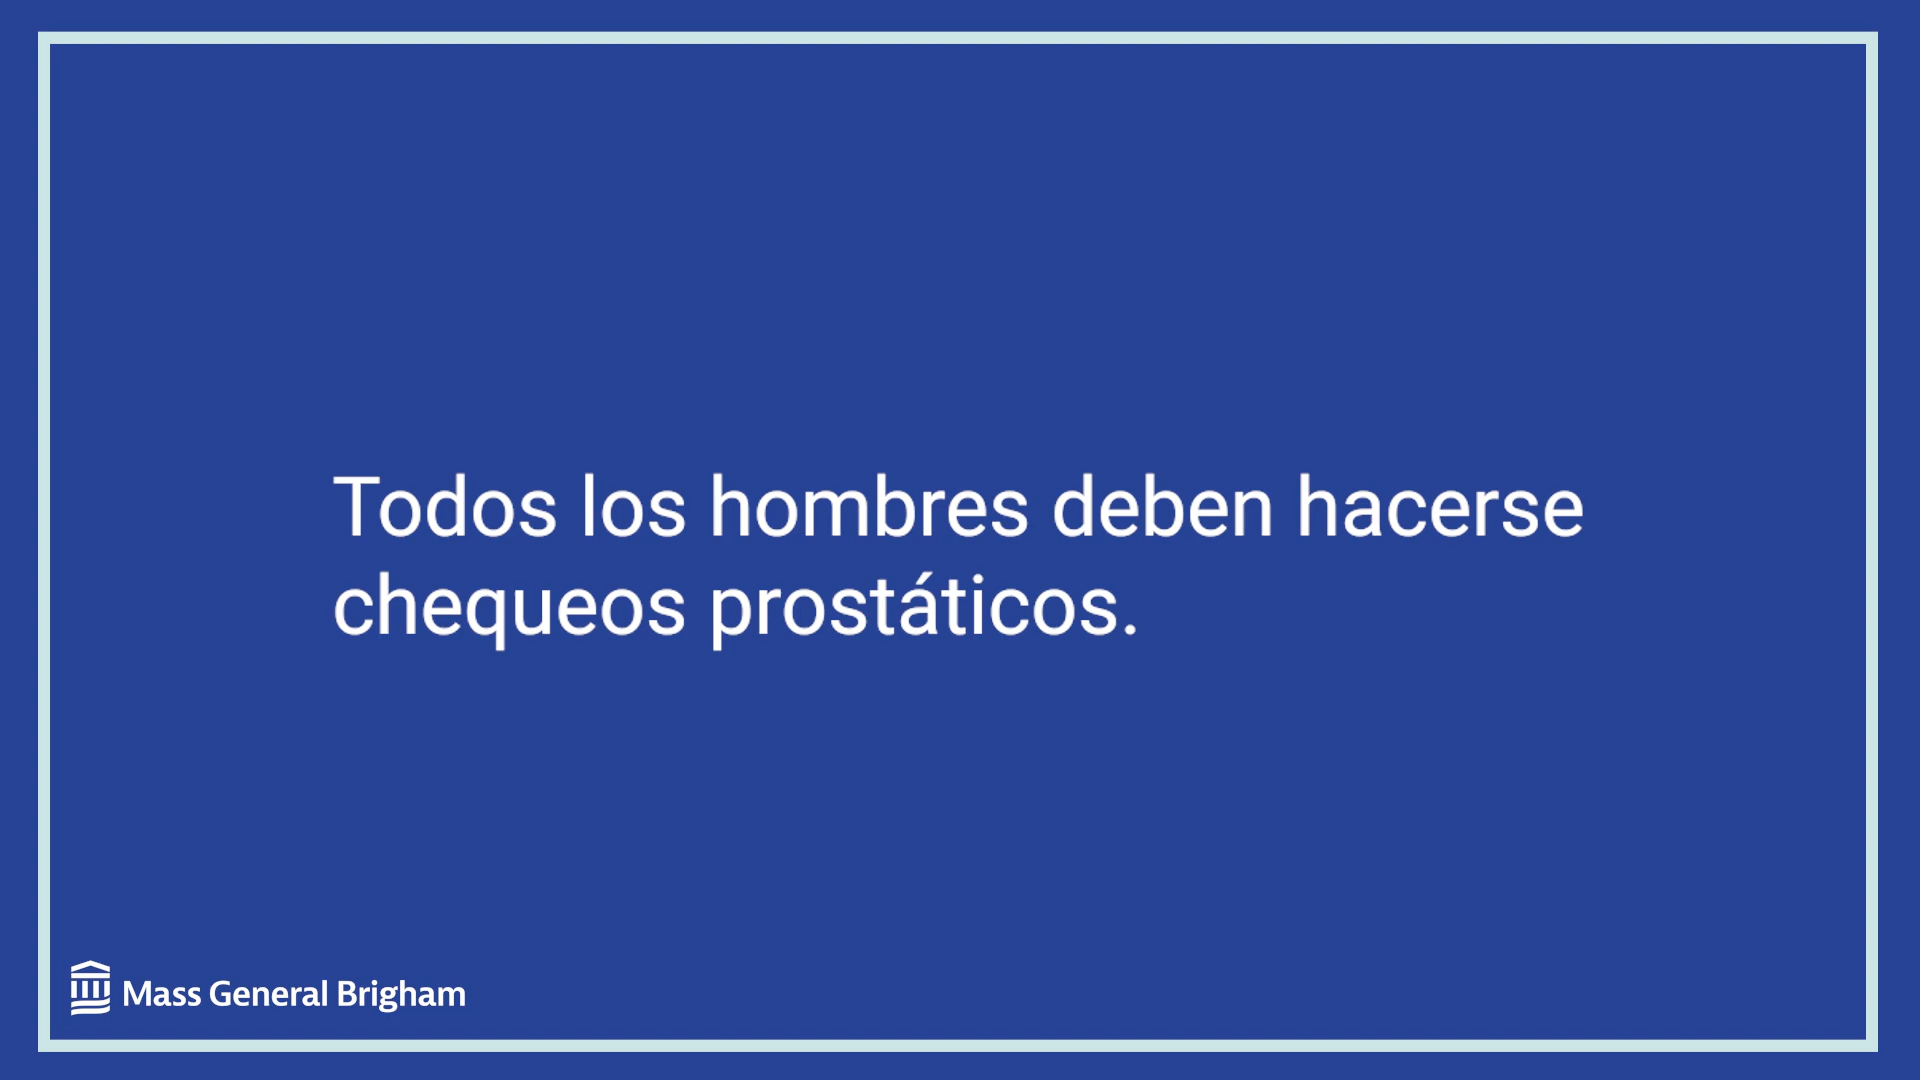 Todos los hombres deben hacerse
chequeos prostáticos.
Mass General Brigham